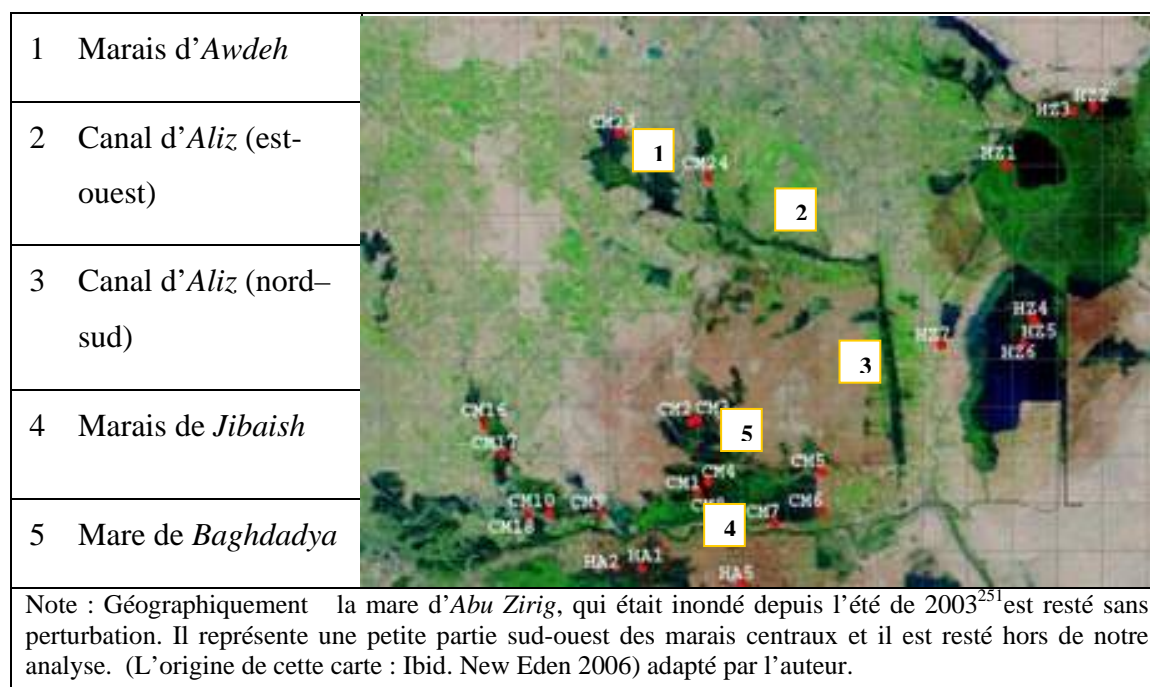 1 Marais d’Awdeh
2 Canal d’Aliz (est-
ouest)
3 Canal d’Aliz (nord–
sud)
4 Marais de Jibaish
5 Mare de Baghdadya
CM23
1
CM24
2
HZ2
HZ3
HZ1
HZ4
HZ5
HZ6
HZ7
3
CM16
CM17
CM2
5
CM4
CM1
CM5
CM6
CM7
4
CM10
CM9
CM18
HA2 HA1
HA5
Note : Géographiquement la mare d’Abu Zirig, qui était inondé depuis l’été de 2003251est resté sans
perturbation. Il représente une petite partie sud-ouest des marais centraux et il est resté hors de notre
analyse. (L’origine de cette carte : Ibid. New Eden 2006) adapté par l’auteur.